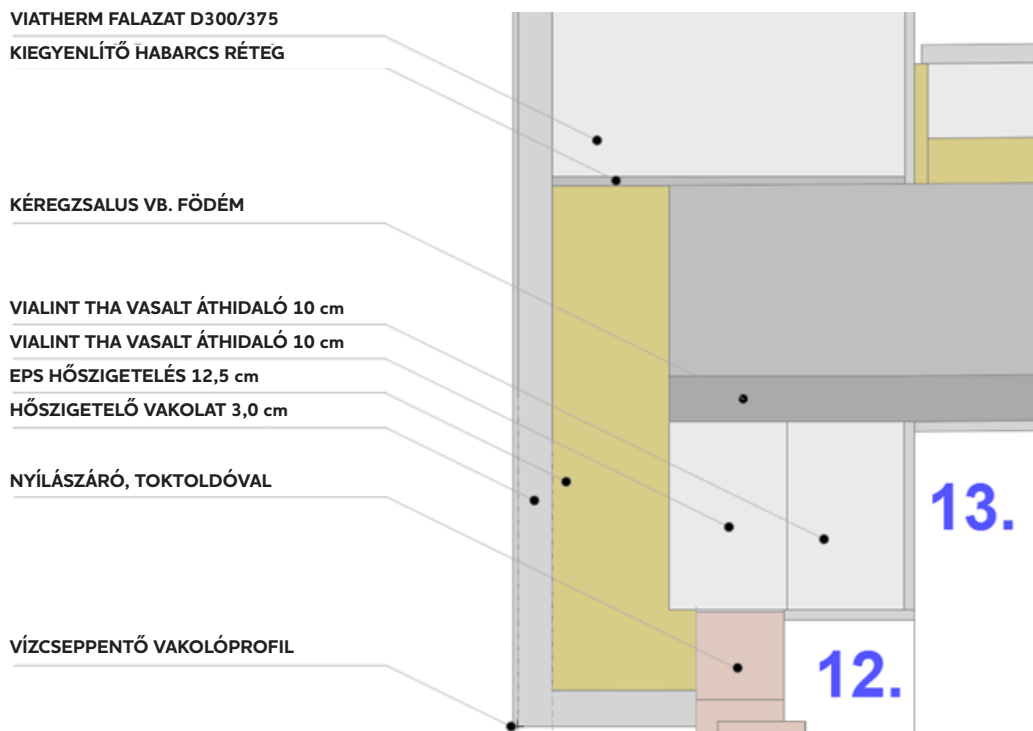 VIATHERM FALAZAT D300/375
KIEGYENLÍTŐ HABARCS RÉTEG
KÉREGZSALUS VB. FÖDÉM
VIALINT THA VASALT ÁTHIDALÓ 10 cm
VIALINT THA VASALT ÁTHIDALÓ 10 cm
EPS HŐSZIGETELÉS 12,5 cm
HŐSZIGETELŐ VAKOLAT 3,0 cm
NYÍLÁSZÁRÓ, TOKTOLDÓVAL
13.
VÍZCSEPPENTŐ VAKOLÓPROFIL
12.